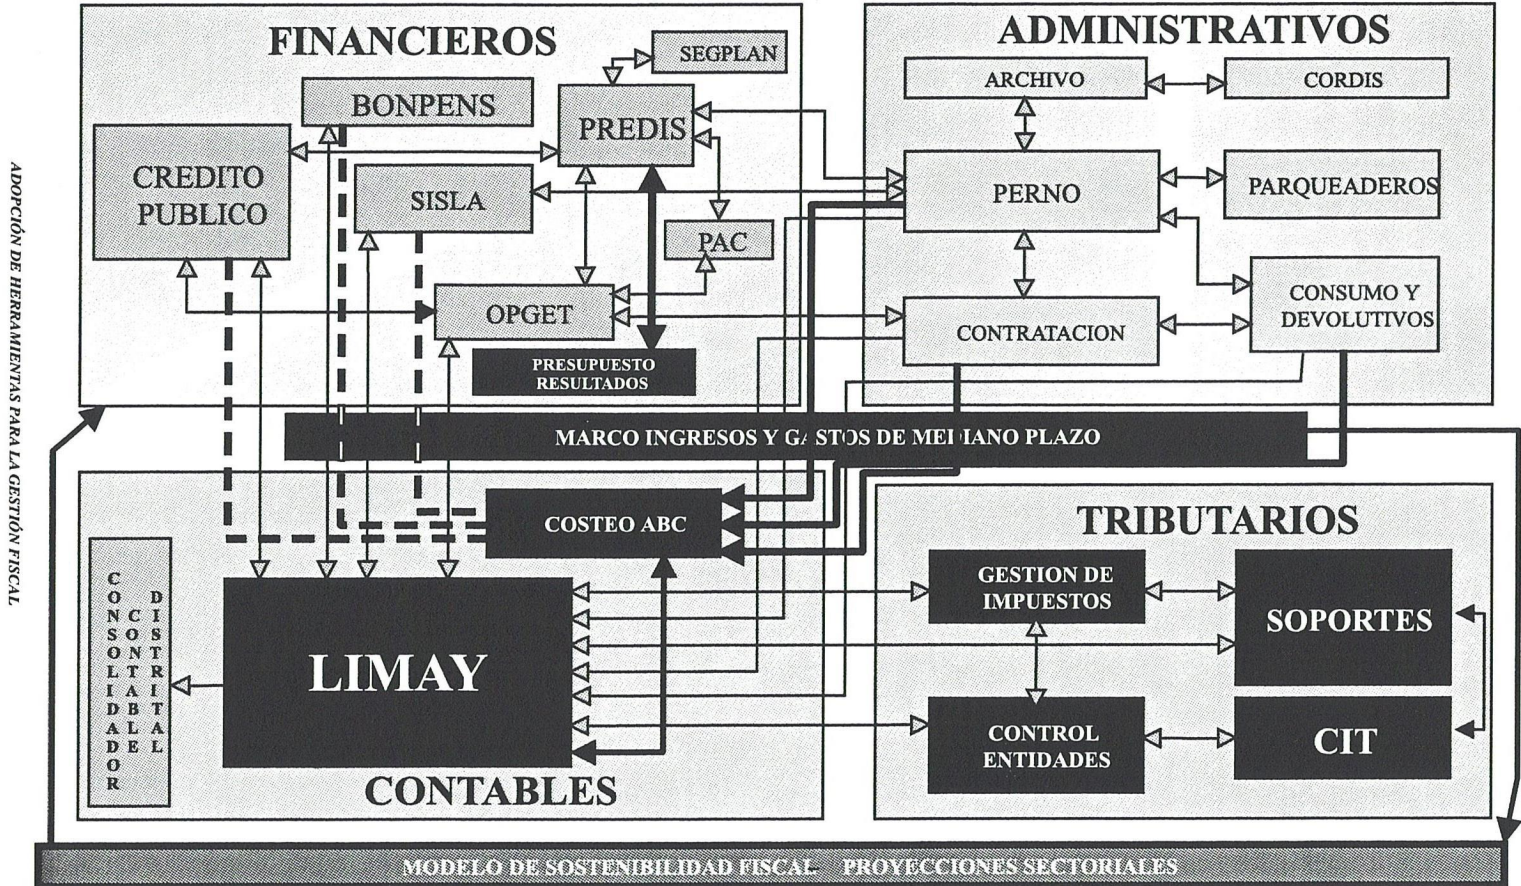 ADOPCIÓN DE HERRAMIENTAS PARA LA GESTIÓN FISCAL
FINANCIEROS
SEGPLAN
BONPENS
PREDIS
CREDITO
PUBLICO
SISLA
PAC
OPGET
PRESUPUESTO
RESULTADOS
ADMINISTRATIVOS
ARCHIVO
CORDIS
PERNO
PARQUEADEROS
CONSUMO Y
DEVOLUTIVOS
CONTRATACION
MARCO INGRESOS Y GASTOS DE MEDIANO PLAZO
COSTEO ABC
CONSOLIDADOR
CONTABLE
DISTRITAL
LIMAY
CONTABLES
TRIBUTARIOS
GESTION DE
IMPUESTOS
SOPORTES
CONTROL
ENTIDADES
CIT
MODELO DE SOSTENIBILIDAD FISCAL- PROYECCIONES SECTORIALES